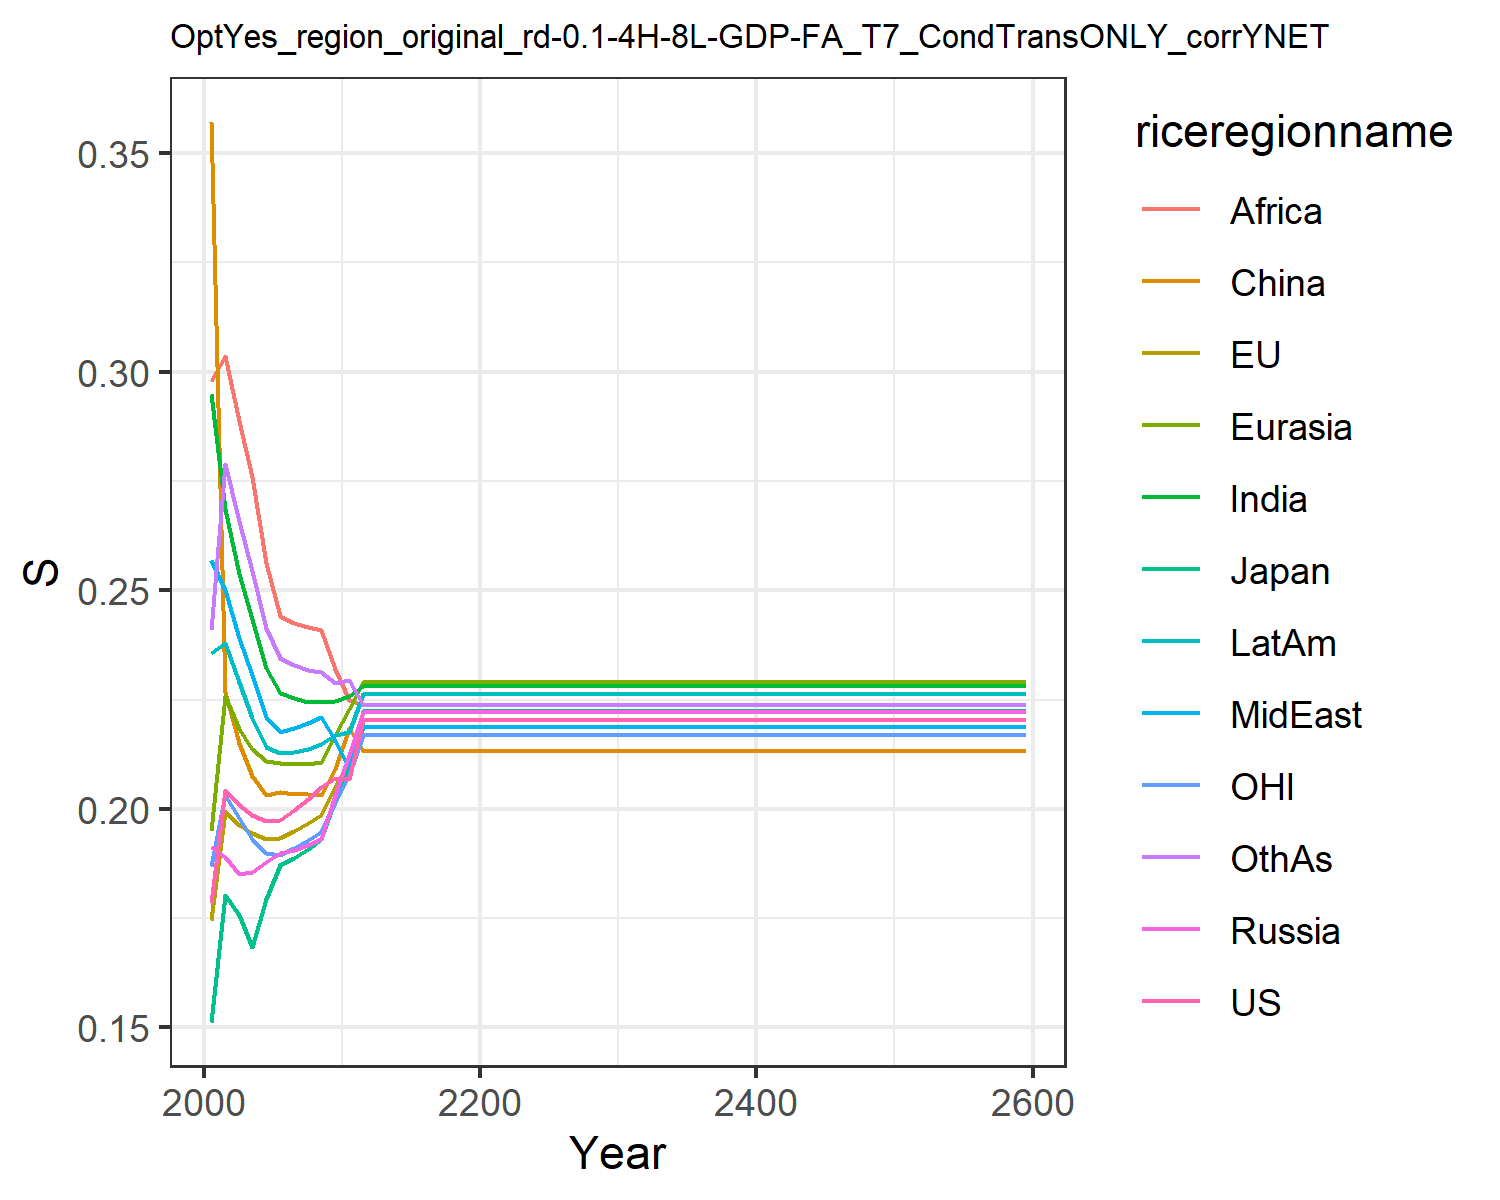 OptYes_region_original_rd-0.1-4H-8L-GDP-FA_T7_CondTransONLY_corrYNET
riceregionname
Africa
China
EU
Eurasia
India
Japan
LatAm
MidEast
OHI
OthAs
Russia
US
S
0.35
0.30
0.25
0.20
0.15
2000 2200 2400 2600
Year